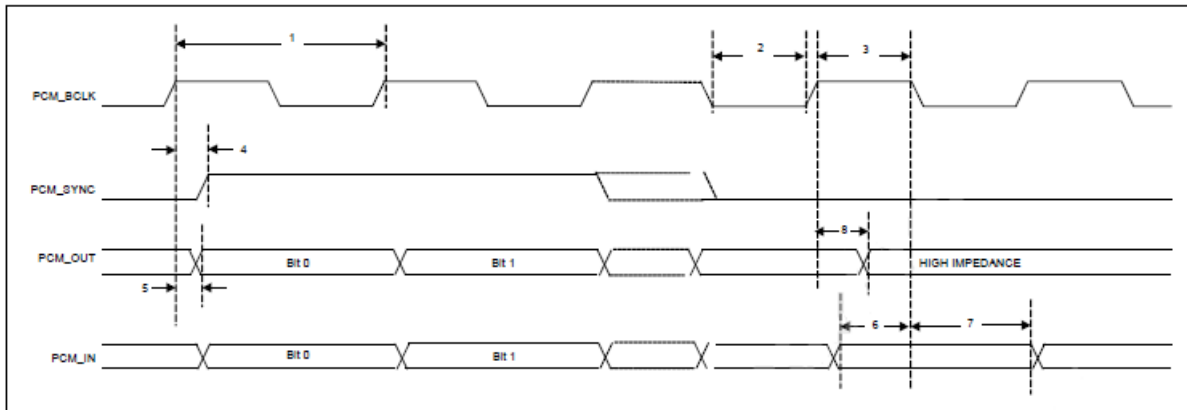 1
2
3
PCM_BCLK
4
PCM_SYNC
8
PCM_OUT
Bit 0
Bit 1
HIGH IMPEDANCE
5
6
7
PCM_IN
Bit 0
Bit 1